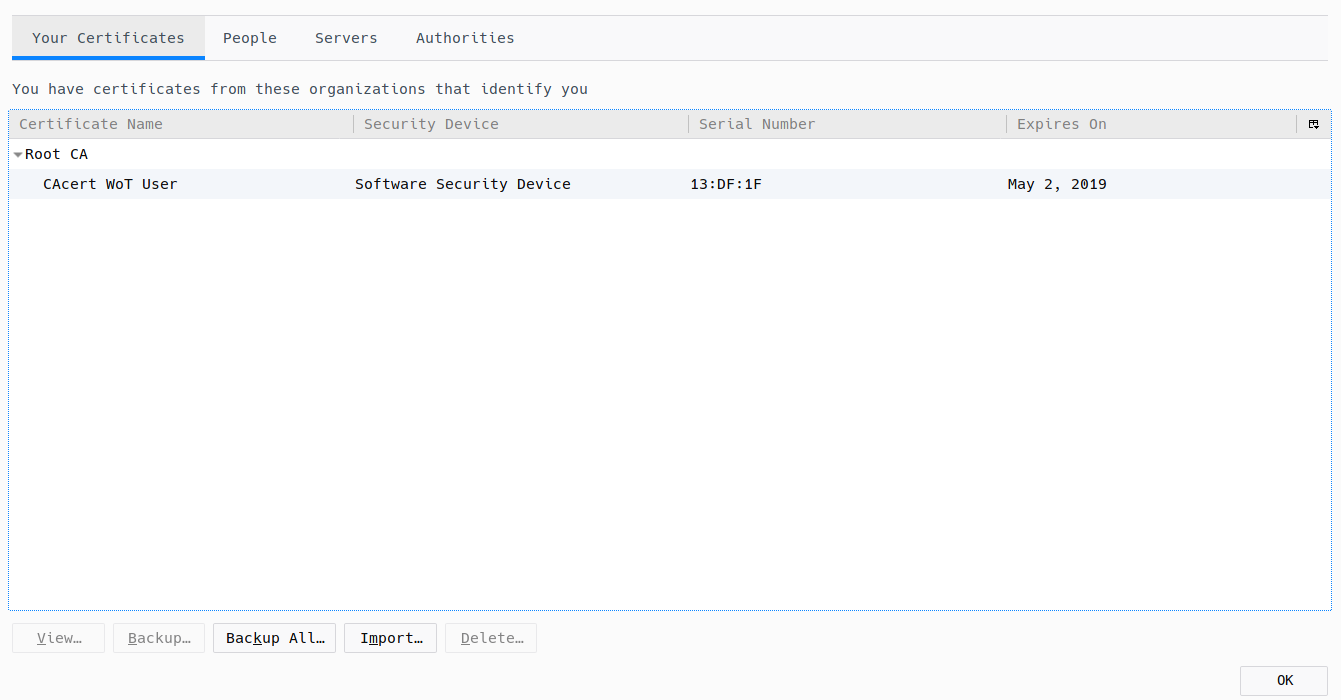 Your Certificates People Servers Authorities
You have certificates from these organizations that identify you
Certificate Name Security Device Serial Number Expires On
Root CA
CAcert WoT User Software Security Device 13:DF:1F May 2, 2019
View… Backup… Backup All… Import… Delete…
OK